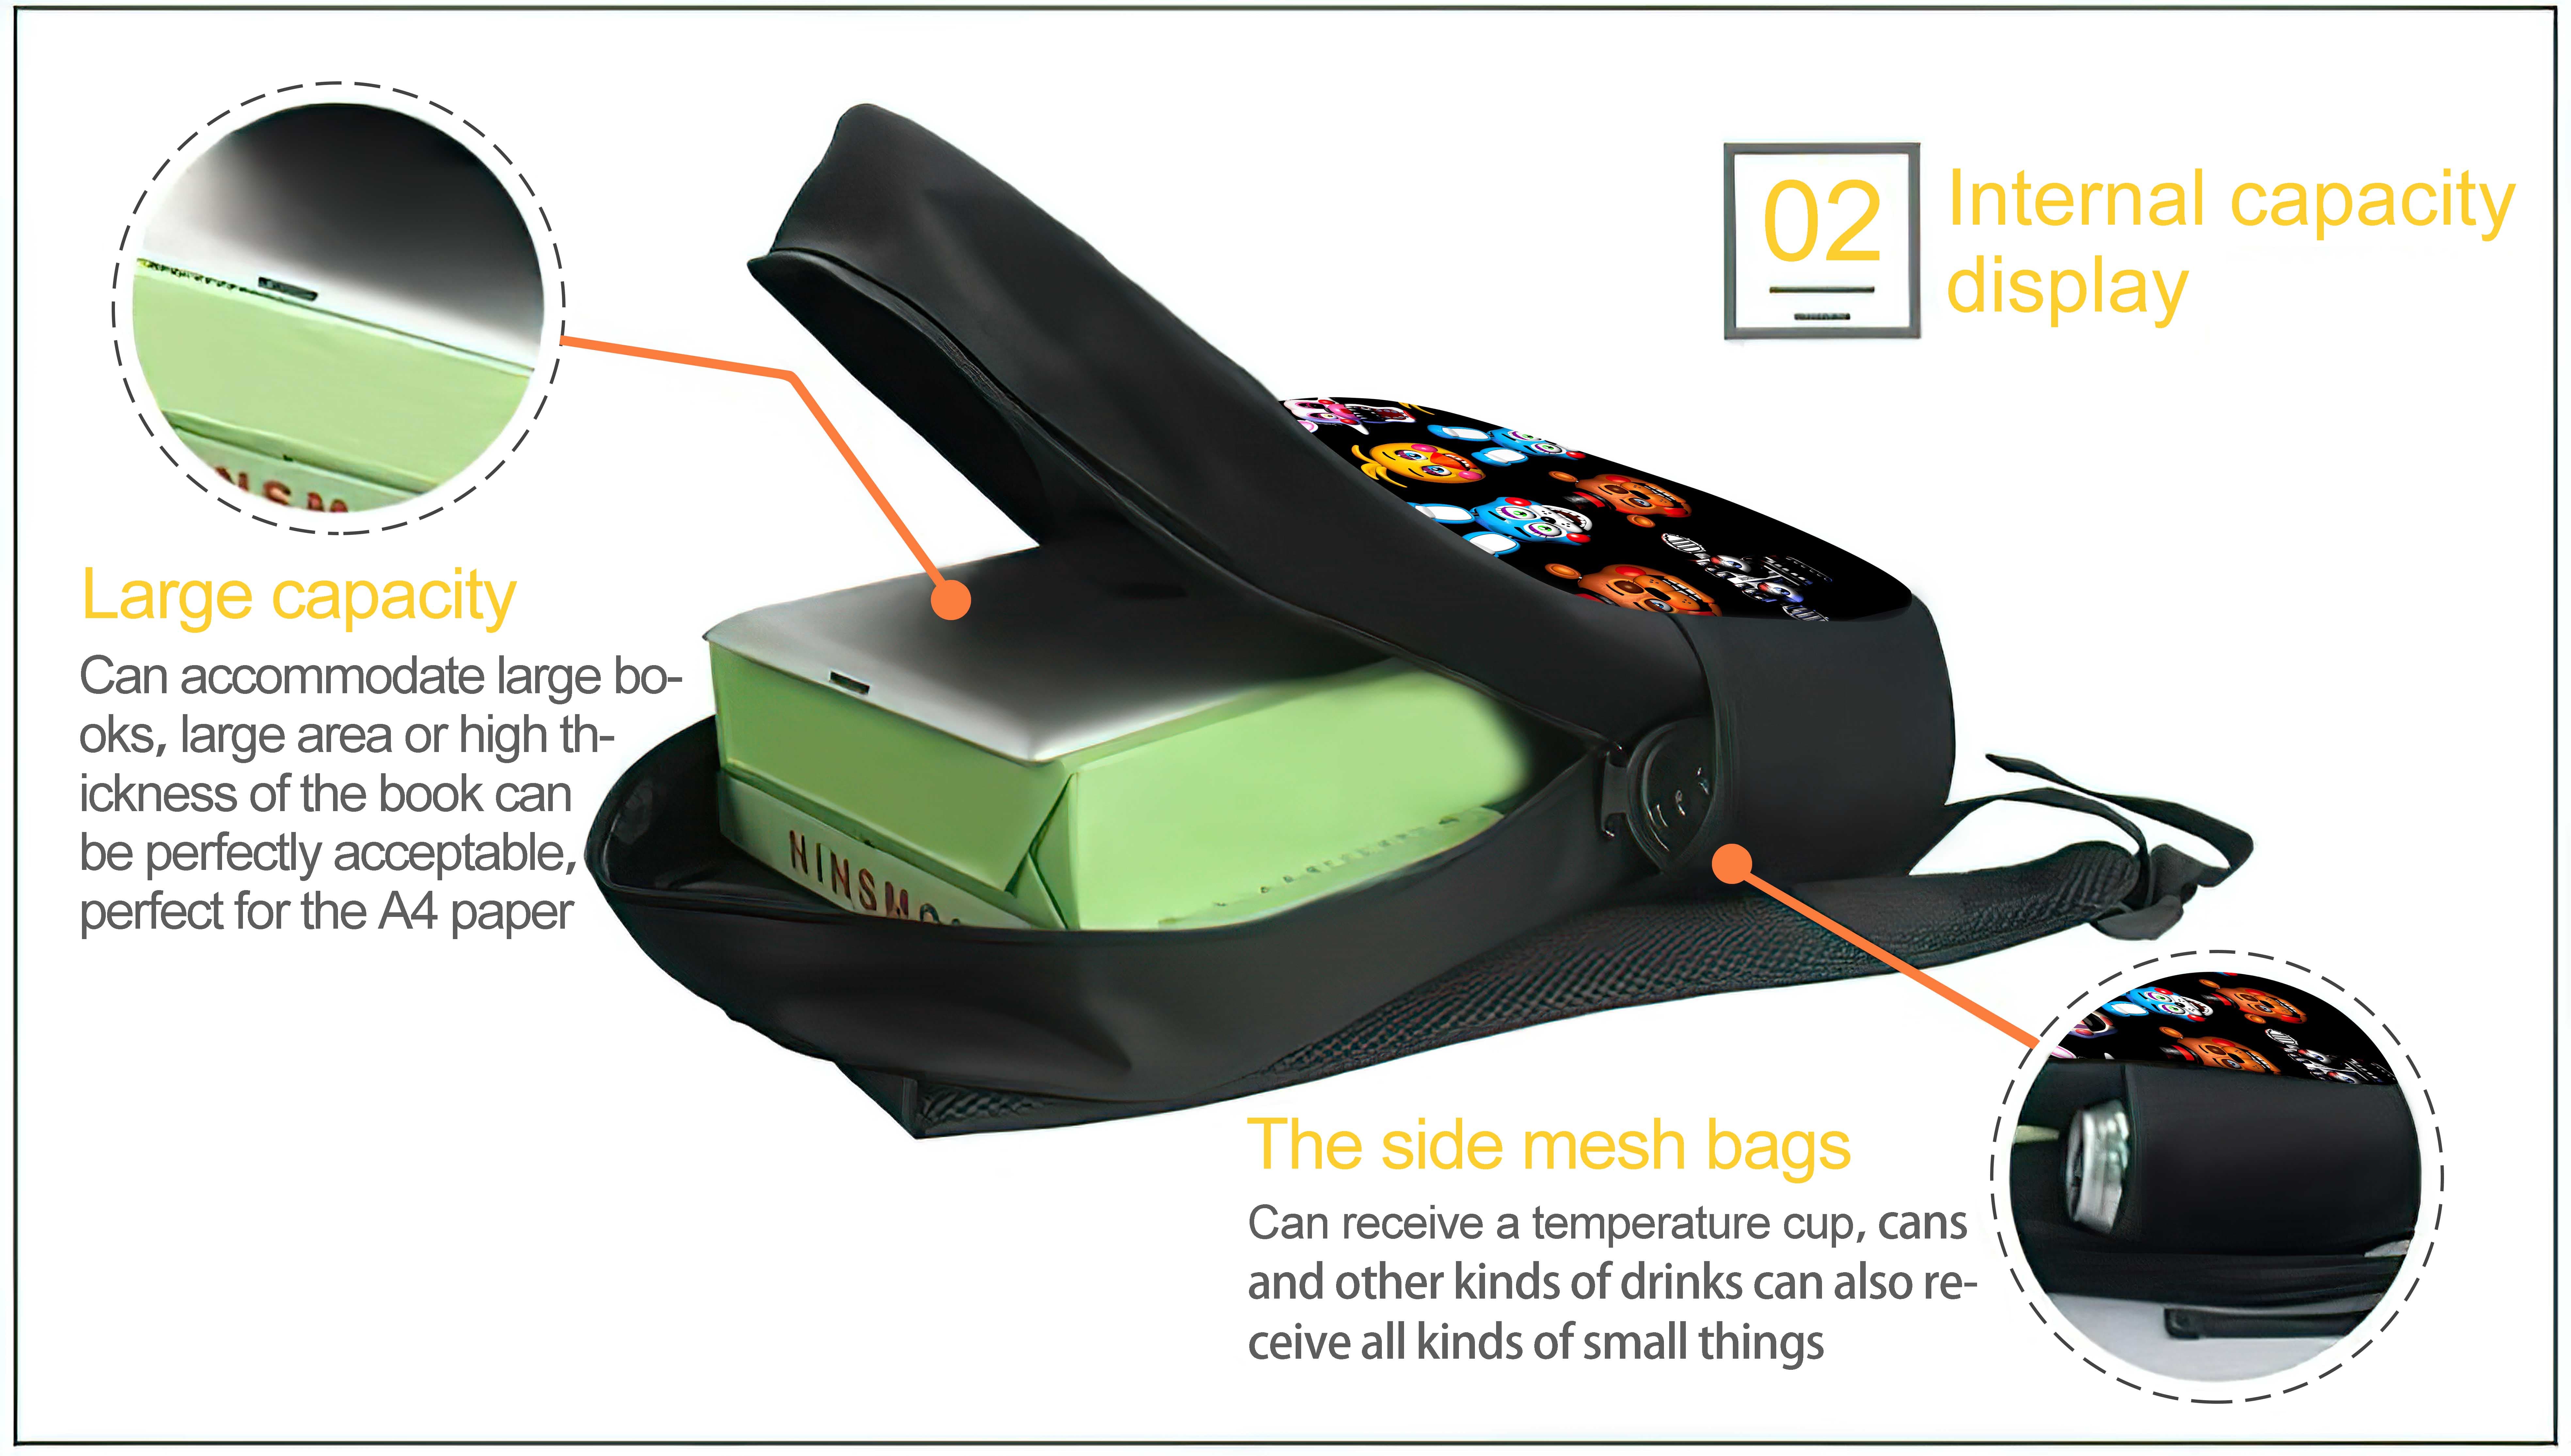 02
Internal capacity
display
Large capacity
Can accommodate large bo-
oks, large area or high th-
ickness of the book can
be perfectly acceptable,
perfect for the A4 paper
The side mesh bags
Can receive a temperature cup, cans
and other kinds of drinks can also re-
ceive all kinds of small things